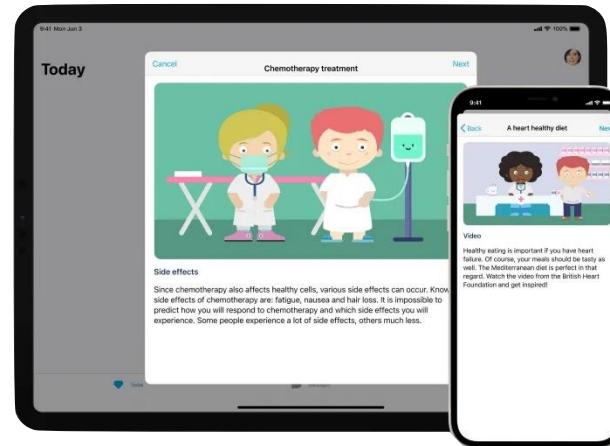 9:41 Mon Jun 3
100%
Today
Cancel
Chemotherapy treatment
Next
Side effects
Since chemotherapy also affects healthy cells, various side effects can occur. Know
side effects of chemotherapy are: fatigue, nausea and hair loss. It is impossible to
predict how you will respond to chemotherapy and which side effects you will
experience. Some people experience a lot of side effects, others much less.
Today
Messages
9:41
Back
A heart healthy diet
Nex
Video
Healthy eating is important if you have heart
failure. Of course, your meals should be tasty as
well. The Mediterranean diet is perfect in that
regard. Watch the video from the British Heart
Foundation and get inspired!